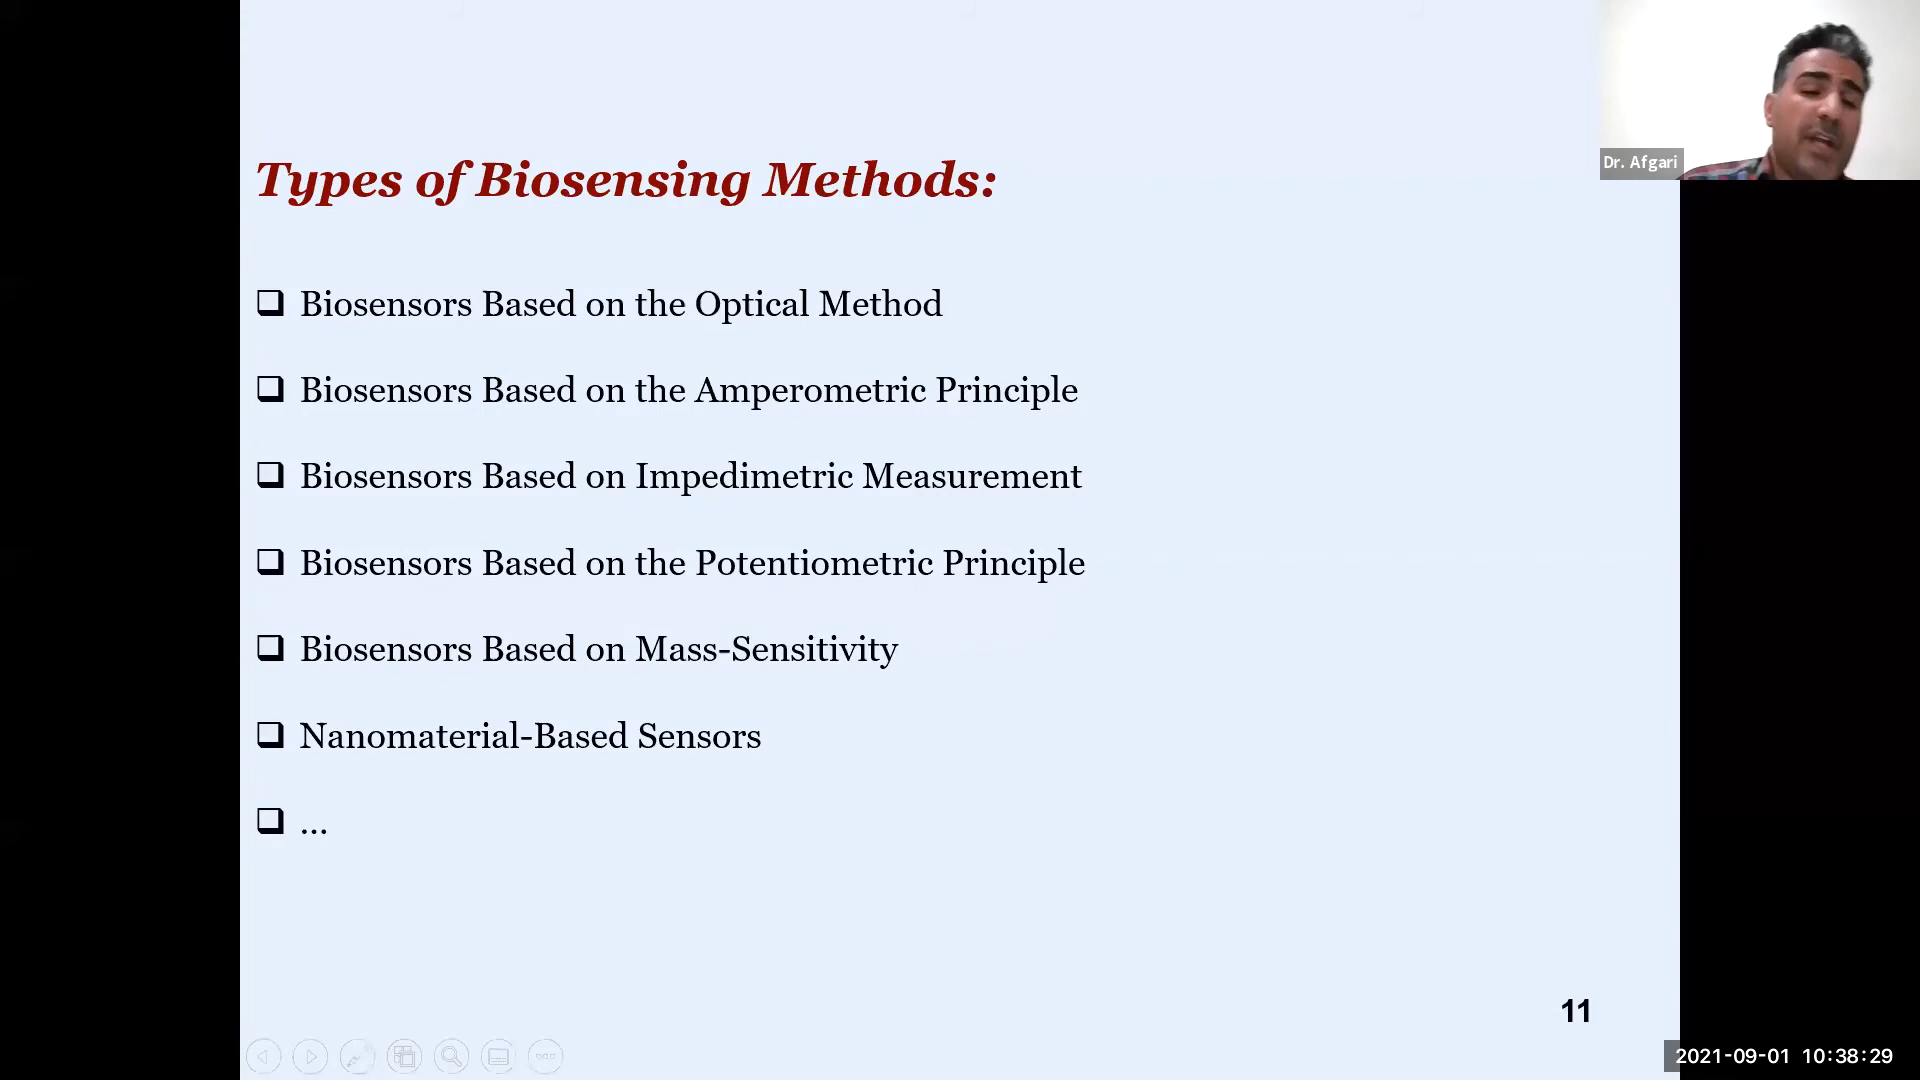 Types of Biosensing Methods:
Dr. Afgari
Biosensors Based on the Optical Method
Biosensors Based on the Amperometric Principle
Biosensors Based on Impedimetric Measurement
Biosensors Based on the Potentiometric Principle
Biosensors Based on Mass-Sensitivity
Nanomaterial-Based Sensors
...
11
2021-09-01 10:38:29